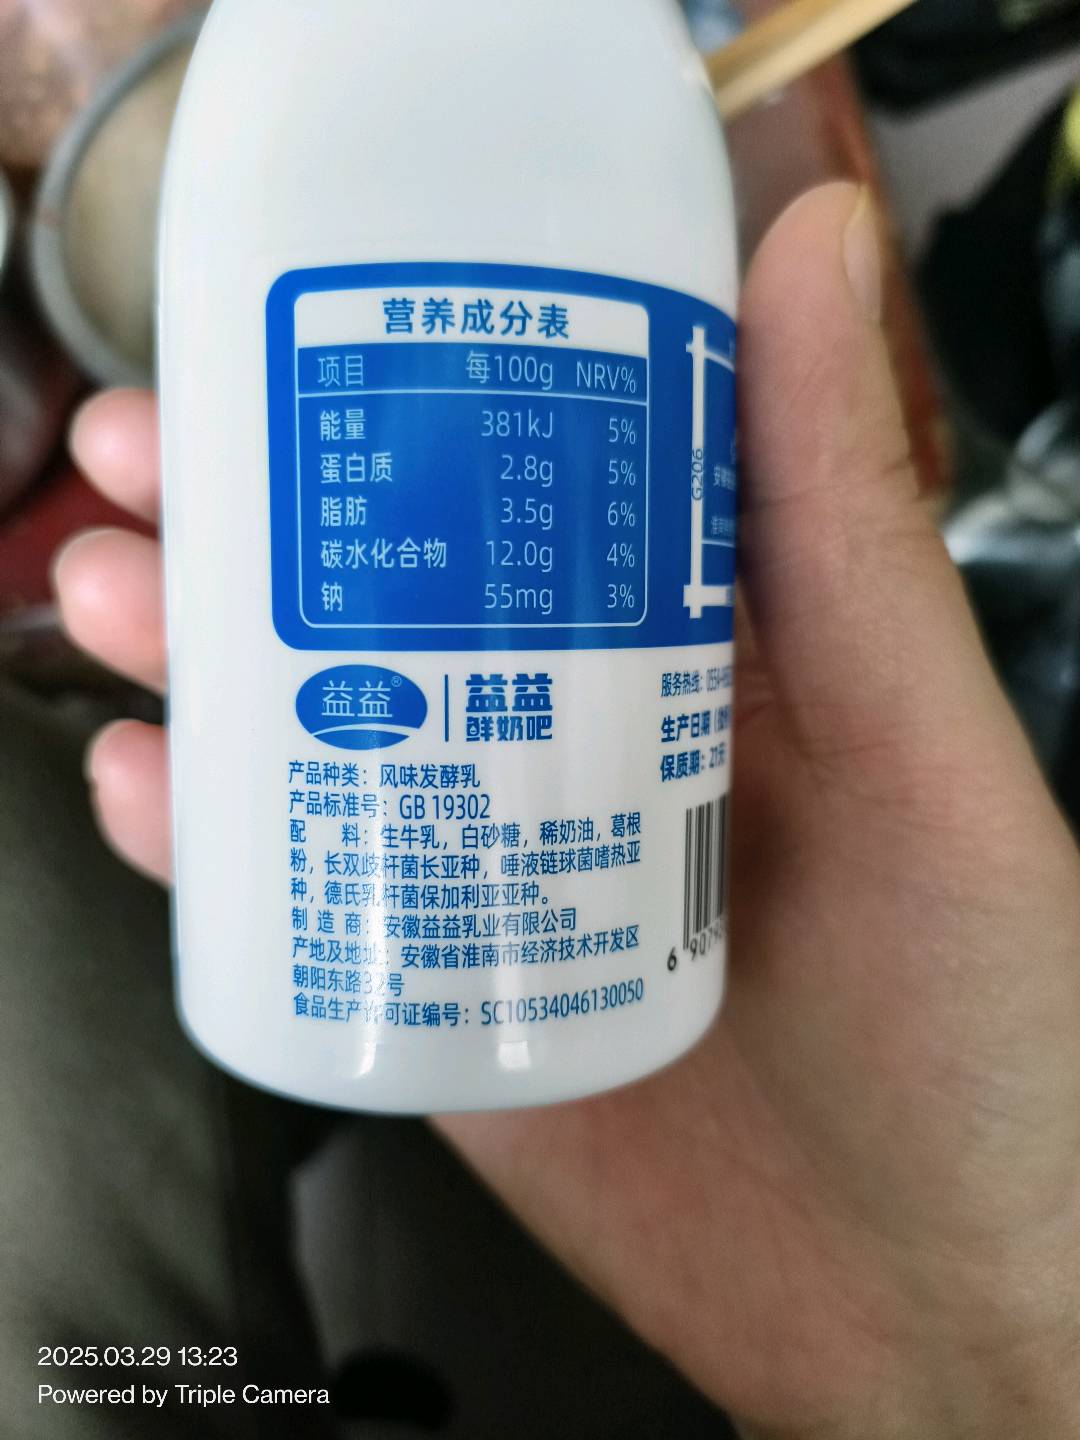 营养成分表
项目 每100g NRV%
能量 381kJ 5%
蛋白质 2.8g 5%
脂肪 3.5g 6%
碳水化合物 12.0g 4%
钠 55mg 3%
G206
益益® 益益
鲜奶吧
服务热线:
生产日期
保质期: 21天
产品种类: 风味发酵乳
产品标准号: GB 19302
配 料: 生牛乳, 白砂糖, 稀奶油, 葛根
粉, 长双歧杆菌长亚种, 唾液链球菌嗜热亚
种, 德氏乳杆菌保加利亚亚种。
制 造 商: 安徽益益乳业有限公司
产地及地址: 安徽省淮南市经济技术开发区
朝阳东路32号
食品生产许可证编号: SC10534046130050
2025.03.29 13:23
Powered by Triple Camera